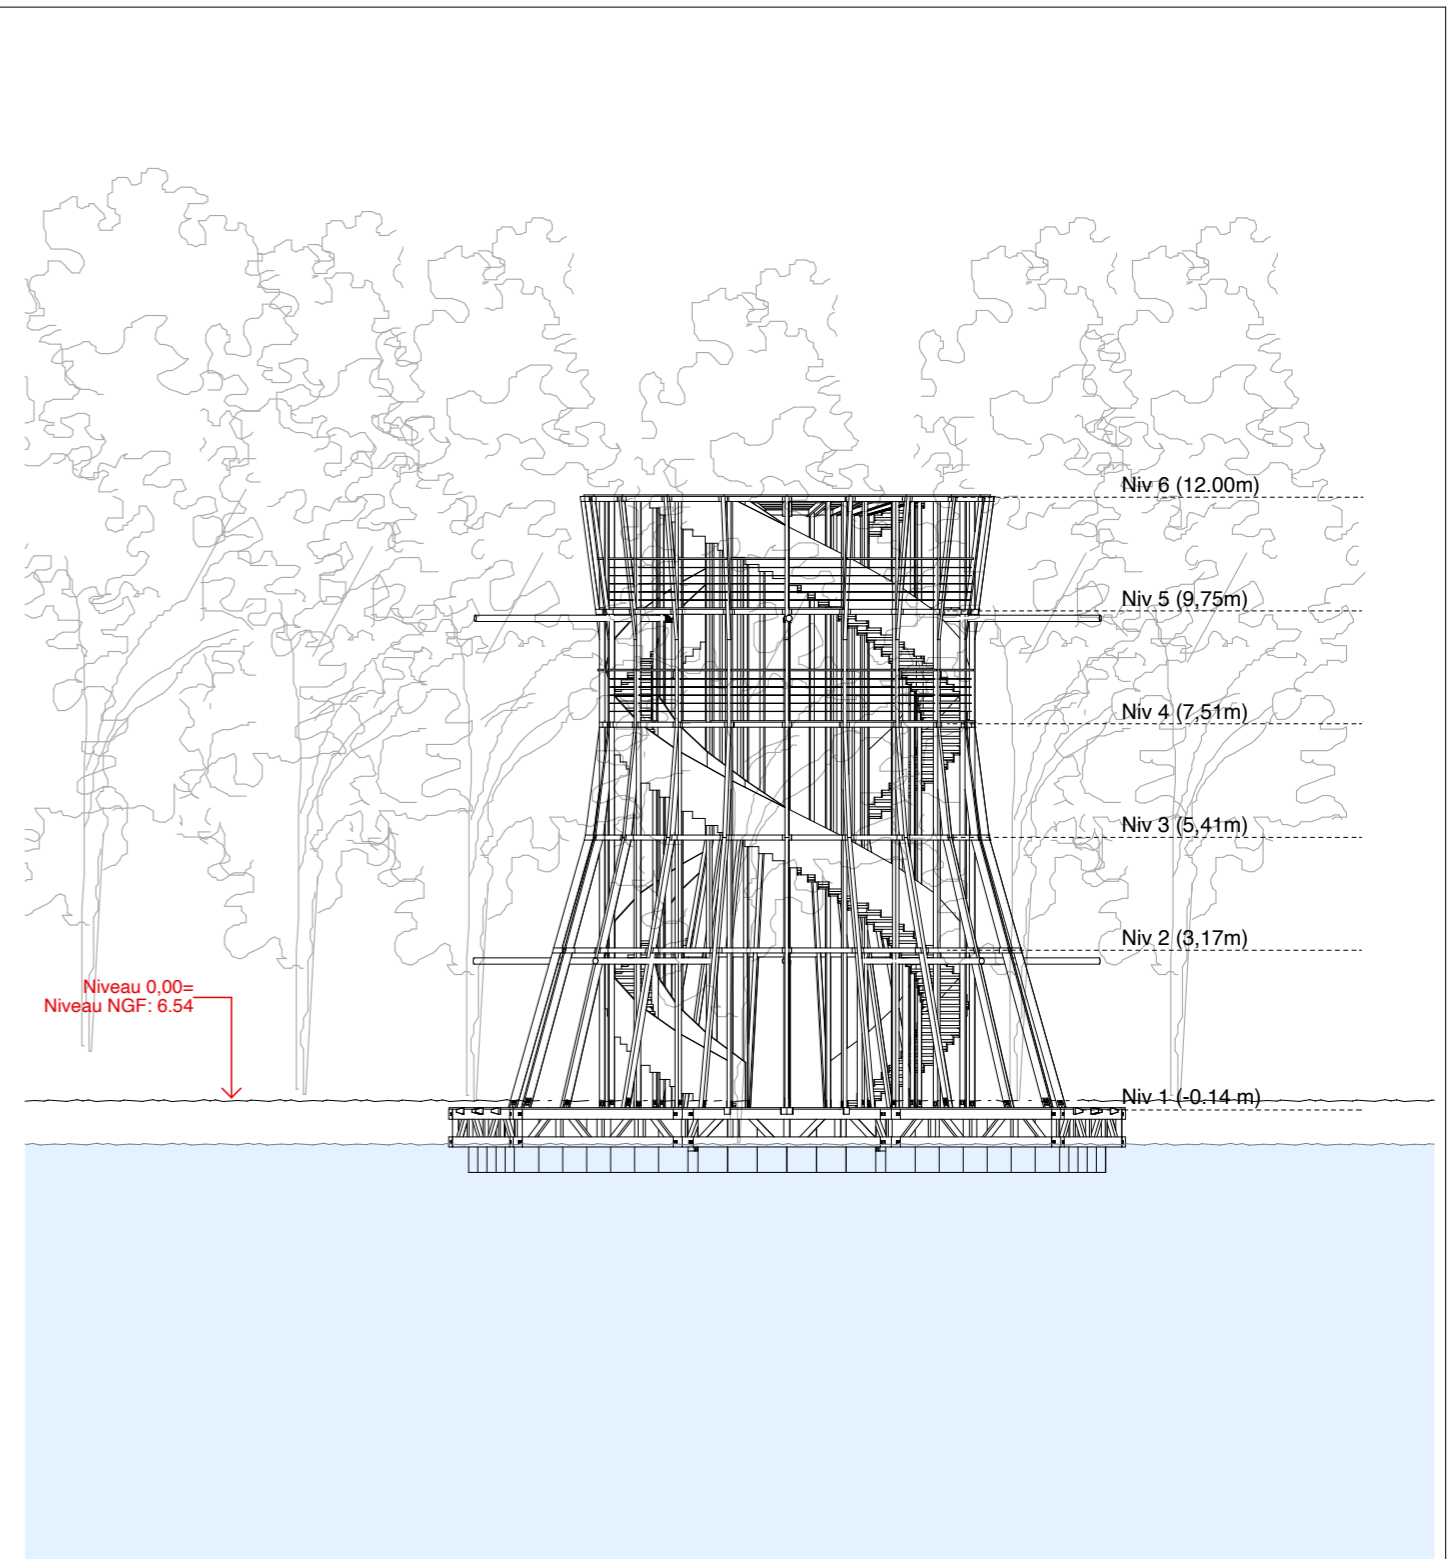 Niv 6 (12.00m)
Niv 5 (9,75m)
Niv 4 (7,51m)
Niv 3 (5,41m)
Niv 2 (3,17m)
Niveau 0,00=
Niveau NGF: 6.54
Niv 1 (-0.14 m)